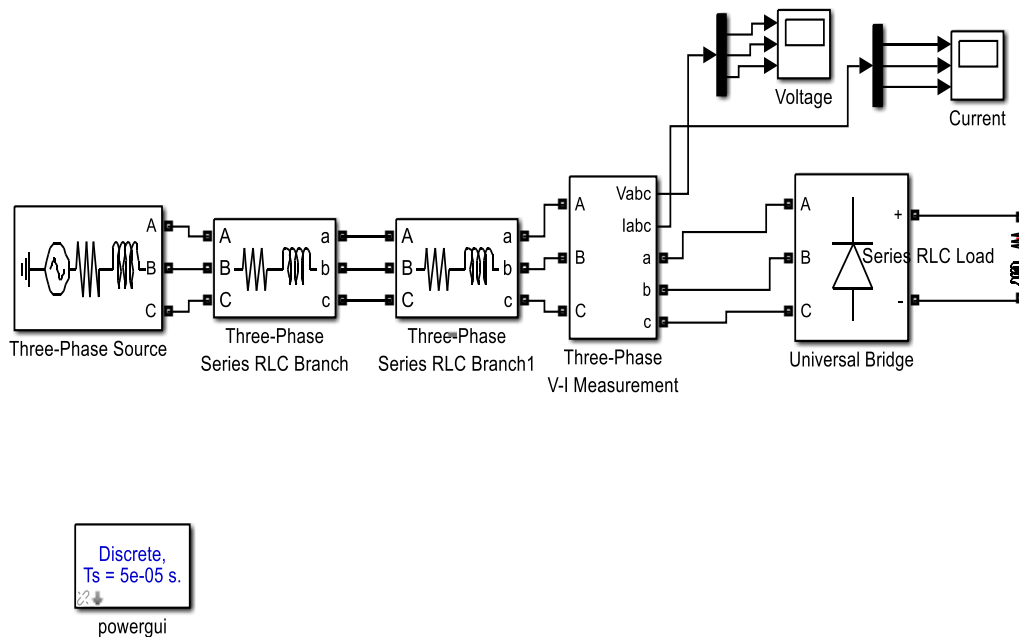 Voltage
Current
Vabc
Iabc
A
B
C
a
b
c
A
B
C
Three-Phase Source
A
B
C
a
b
c
Three-Phase
Series RLC Branch
A
B
C
a
b
c
Three-Phase
Series RLC Branch1
Three-Phase
V-I Measurement
A
B
C
+
-
Series RLC Load
Universal Bridge
Discrete,
Ts = 5e-05 s.
powergui